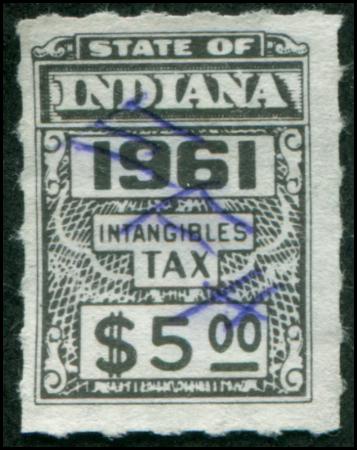 STATE OF
INDIANA
1961
INTANGIBLES
TAX
$5.00